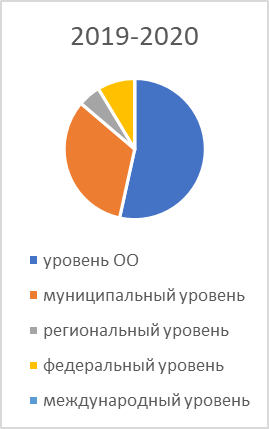 2019-2020
уровень ОО
муниципальный уровень
региональный уровень
федеральный уровень
международный уровень